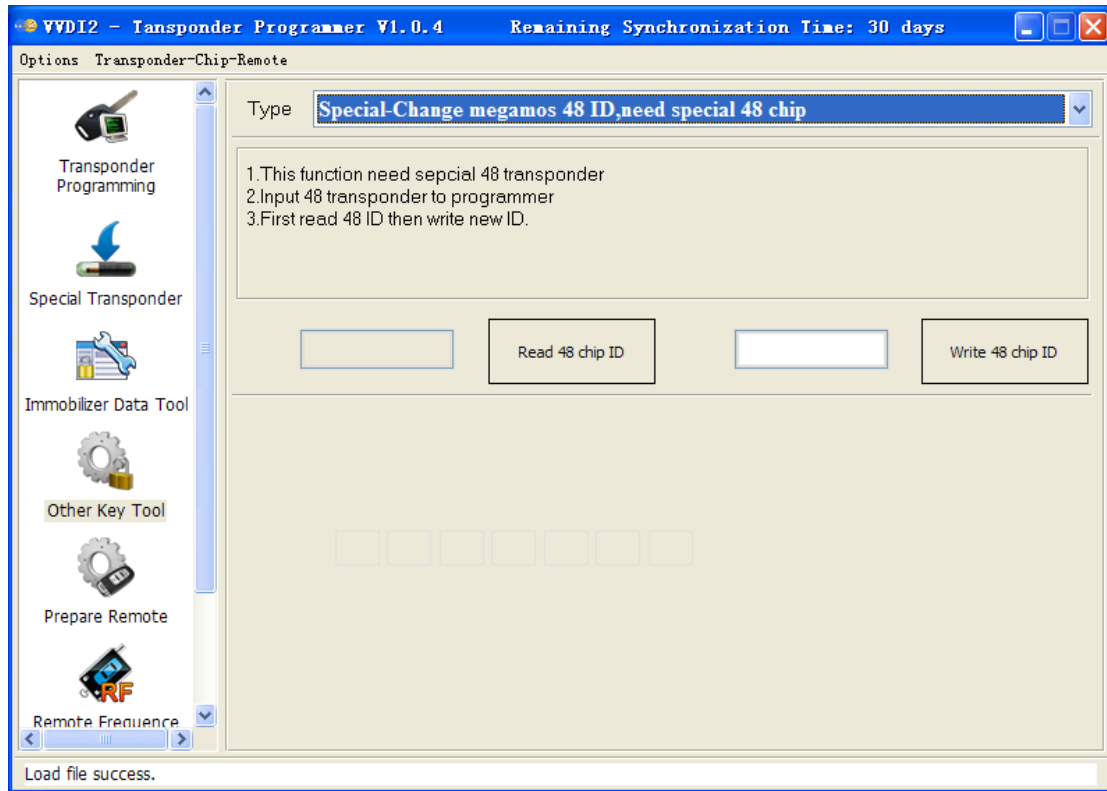 VVDI2 - Tansponder Programmer V1.0.4 Remaining Synchronization Time: 30 days
Options Transponder-Chip-Remote
Transponder
Programming
Special Transponder
Immobilizer Data Tool
Other Key Tool
Prepare Remote
RF
Remote Frequence
Type Special-Change megamos 48 ID,need special 48 chip
1.This function need sepcial 48 transponder
2.Input 48 transponder to programmer
3.First read 48 ID then write new ID.
Read 48 chip ID Write 48 chip ID
Load file success.